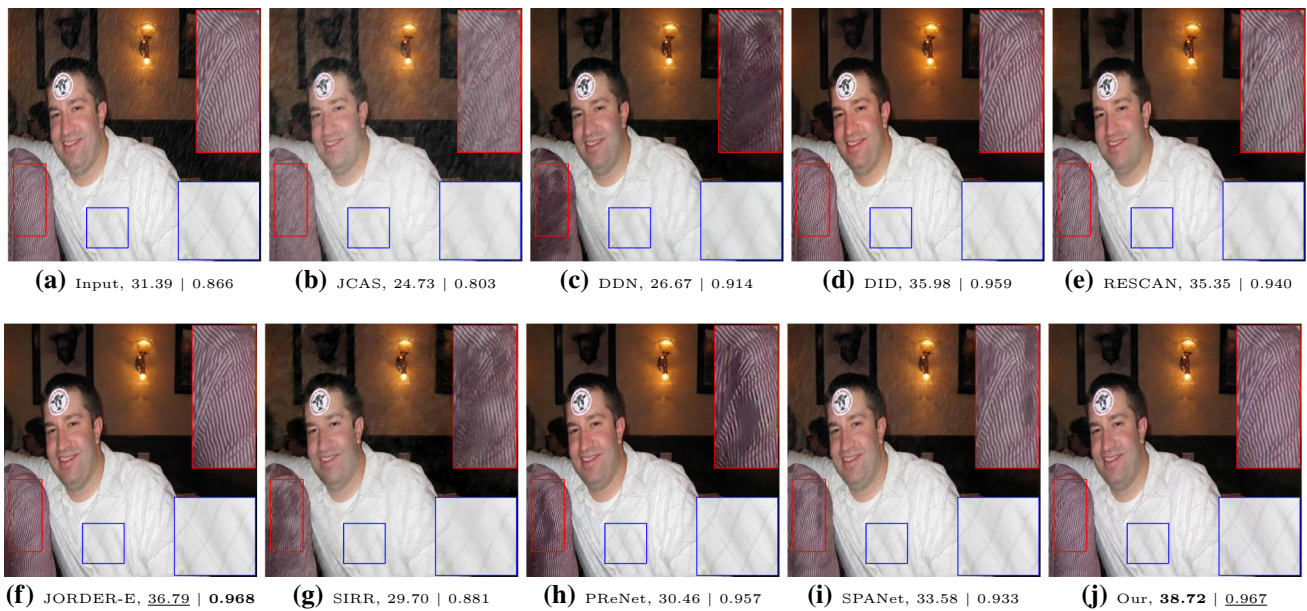 (a) Input, 31.39 | 0.866
(b) JCAS, 24.73 | 0.803
(c) DDN, 26.67 | 0.914
(d) DID, 35.98 | 0.959
(e) RESCAN, 35.35 | 0.940
(f) JORDER-E, 36.79 | 0.968
(g) SIRR, 29.70 | 0.881
(h) PReNet, 30.46 | 0.957
(i) SPANet, 33.58 | 0.933
(j) Our, 38.72 | 0.967